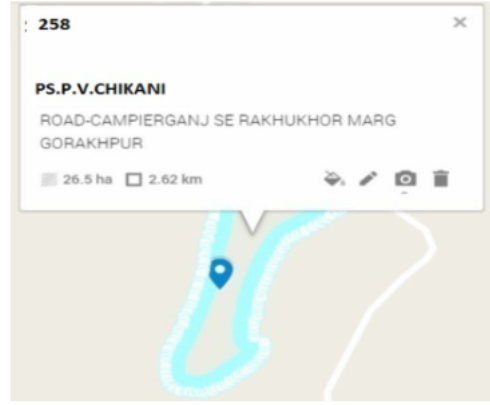 : 258
PS.P.V.CHIKANI
ROAD-CAMPIERGANJ SE RAKHUKHOR MARG
GORAKHPUR
26.5 ha 2.62 km